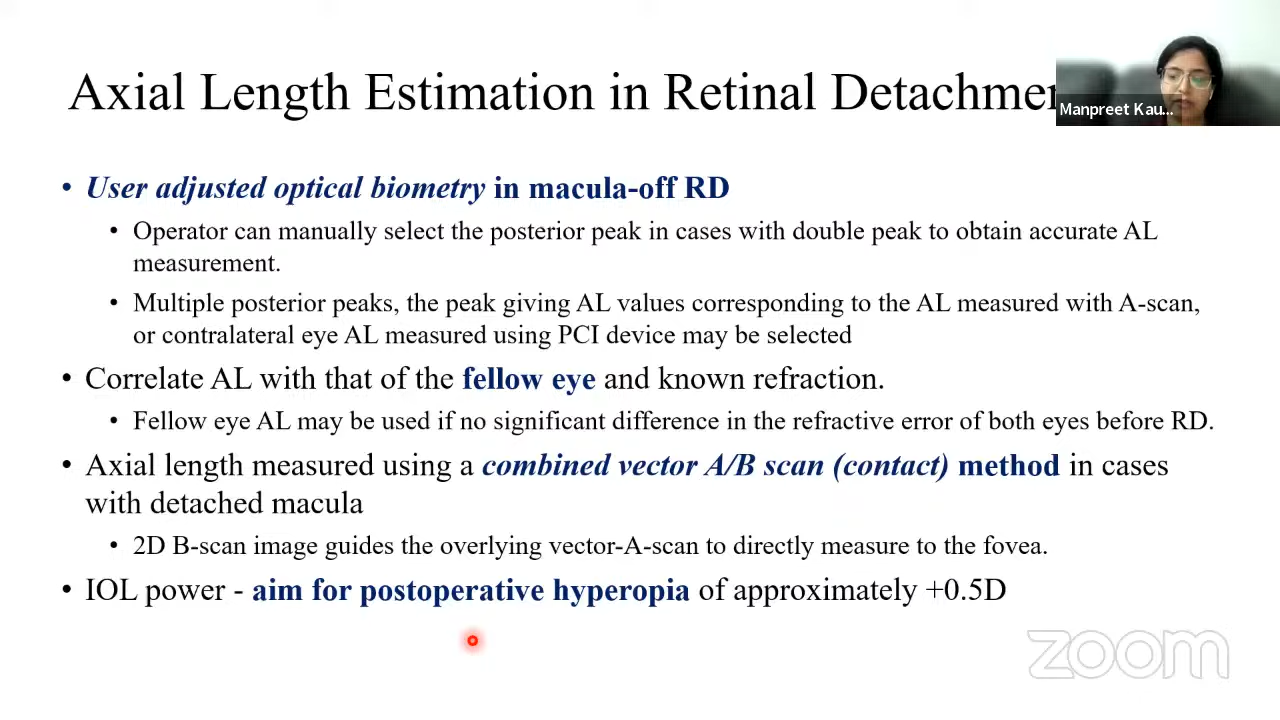 Axial Length Estimation in Retinal Detachme
Manpreet Kau...
• User adjusted optical biometry in macula-off RD
• Operator can manually select the posterior peak in cases with double peak to obtain accurate AL
measurement.
• Multiple posterior peaks, the peak giving AL values corresponding to the AL measured with A-scan,
or contralateral eye AL measured using PCI device may be selected
• Correlate AL with that of the fellow eye and known refraction.
• Fellow eye AL may be used if no significant difference in the refractive error of both eyes before RD.
• Axial length measured using a combined vector A/B scan (contact) method in cases
with detached macula
• 2D B-scan image guides the overlying vector-A-scan to directly measure to the fovea.
• IOL power - aim for postoperative hyperopia of approximately +0.5D
zoom